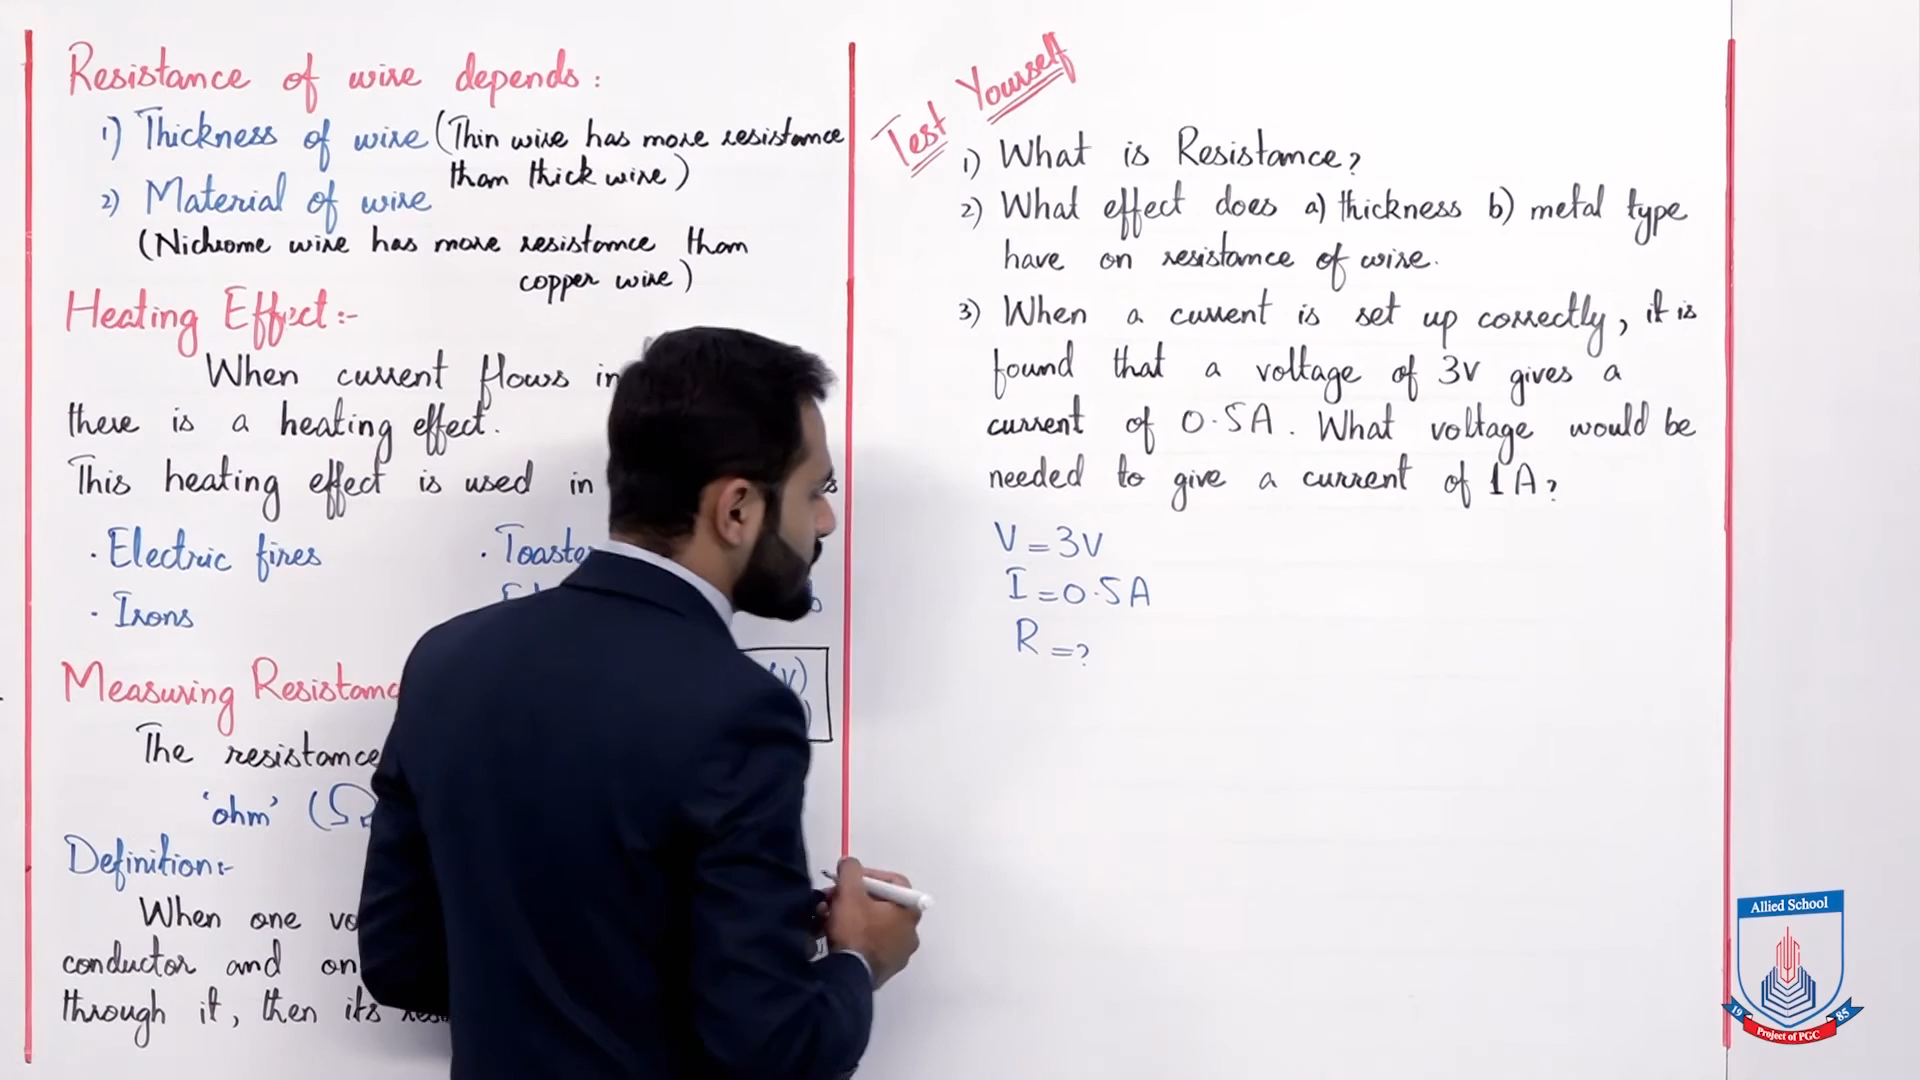 Resistance of wire depends:
1) Thickness of wire (Thin wire has more resistance
than thick wire)
2) Material of wire
(Nichrome wire has more resistance than
copper wire)
Heating Effect:-
When current flows in
there is a heating effect.
This heating effect is used in
· Electric fires
· Toaste
· Irons
Measuring Resistanc
(V)
The resistance
'ohm' (Ω
Definition:-
When one vo
conductor and on
through it, then its
Test Yourself
1) What is Resistance?
2) What effect does a) thickness b) metal type
have on resistance of wire.
3) When a current is set up correctly, it is
found that a voltage of 3V gives a
current of 0.5A. What voltage would be
needed to give a current of 1A?
V = 3V
I = 0.5A
R = ?
Allied School
19 85
Project of PGC